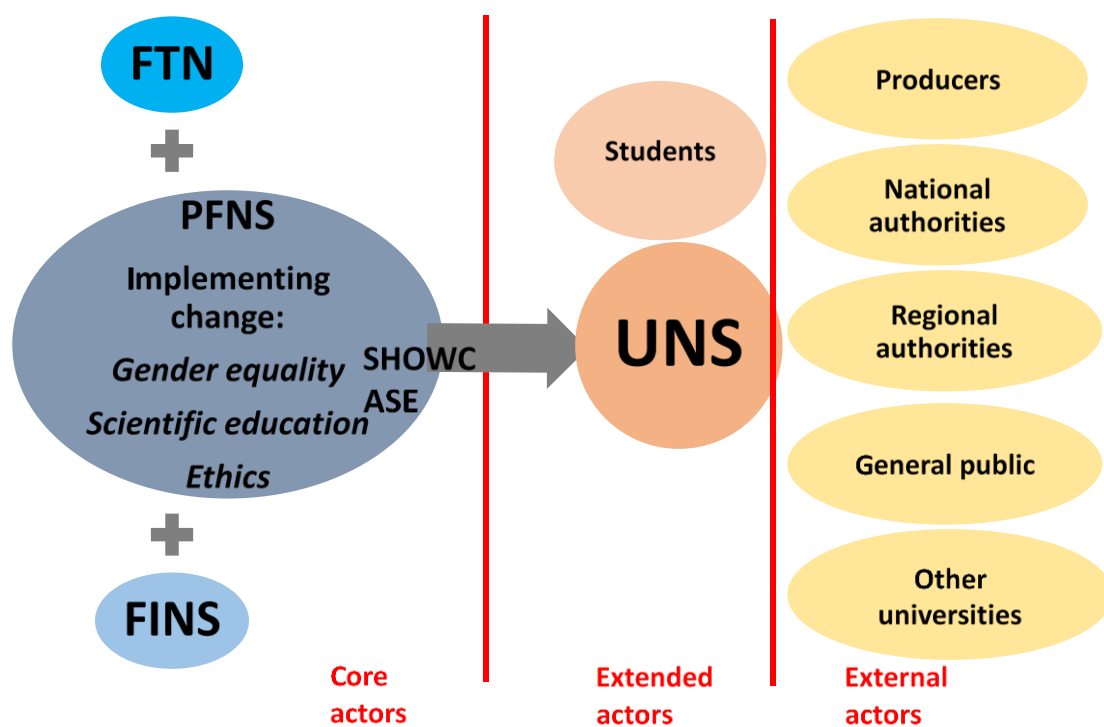 FTN
PFNS
Implementing
change:
Gender equality
Scientific education
Ethics
SHOWC
ASE
FINS
Core
actors
Students
UNS
Extended
actors
Producers
National
authorities
Regional
authorities
General public
Other
universities
External
actors